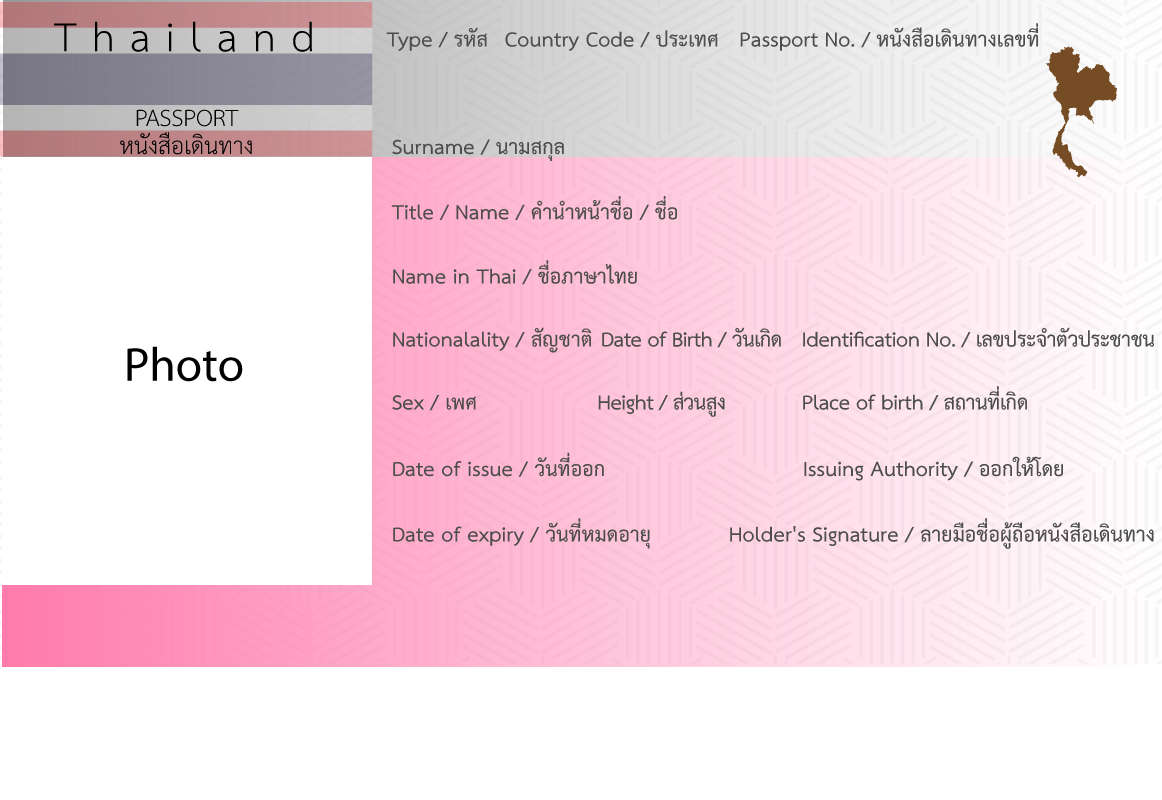 Thailand
PASSPORT
หนังสือเดินทาง
Type / รหัส Country Code / ประเทศ Passport No. / หนังสือเดินทางเลขที่
Surname / นามสกุล
Title / Name / คำนำหน้าชื่อ / ชื่อ
Name in Thai / ชื่อภาษาไทย
Nationalality / สัญชาติ Date of Birth / วันเกิด Identification No. / เลขประจำตัวประชาชน
Sex / เพศ Height / ส่วนสูง Place of birth / สถานที่เกิด
Photo
Date of issue / วันที่ออก Issuing Authority / ออกให้โดย
Date of expiry / วันที่หมดอายุ Holder's Signature / ลายมือชื่อผู้ถือหนังสือเดินทาง